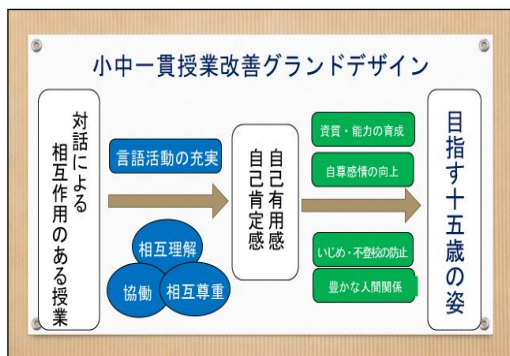 小中一貫授業改善グランドデザイン
対話による
相互作用のある授業
言語活動の充実
相互理解
協働
相互尊重
自己有用感
自己肯定感
資質・能力の育成
自尊感情の向上
いじめ・不登校の防止
豊かな人間関係
目指す十五歳の姿